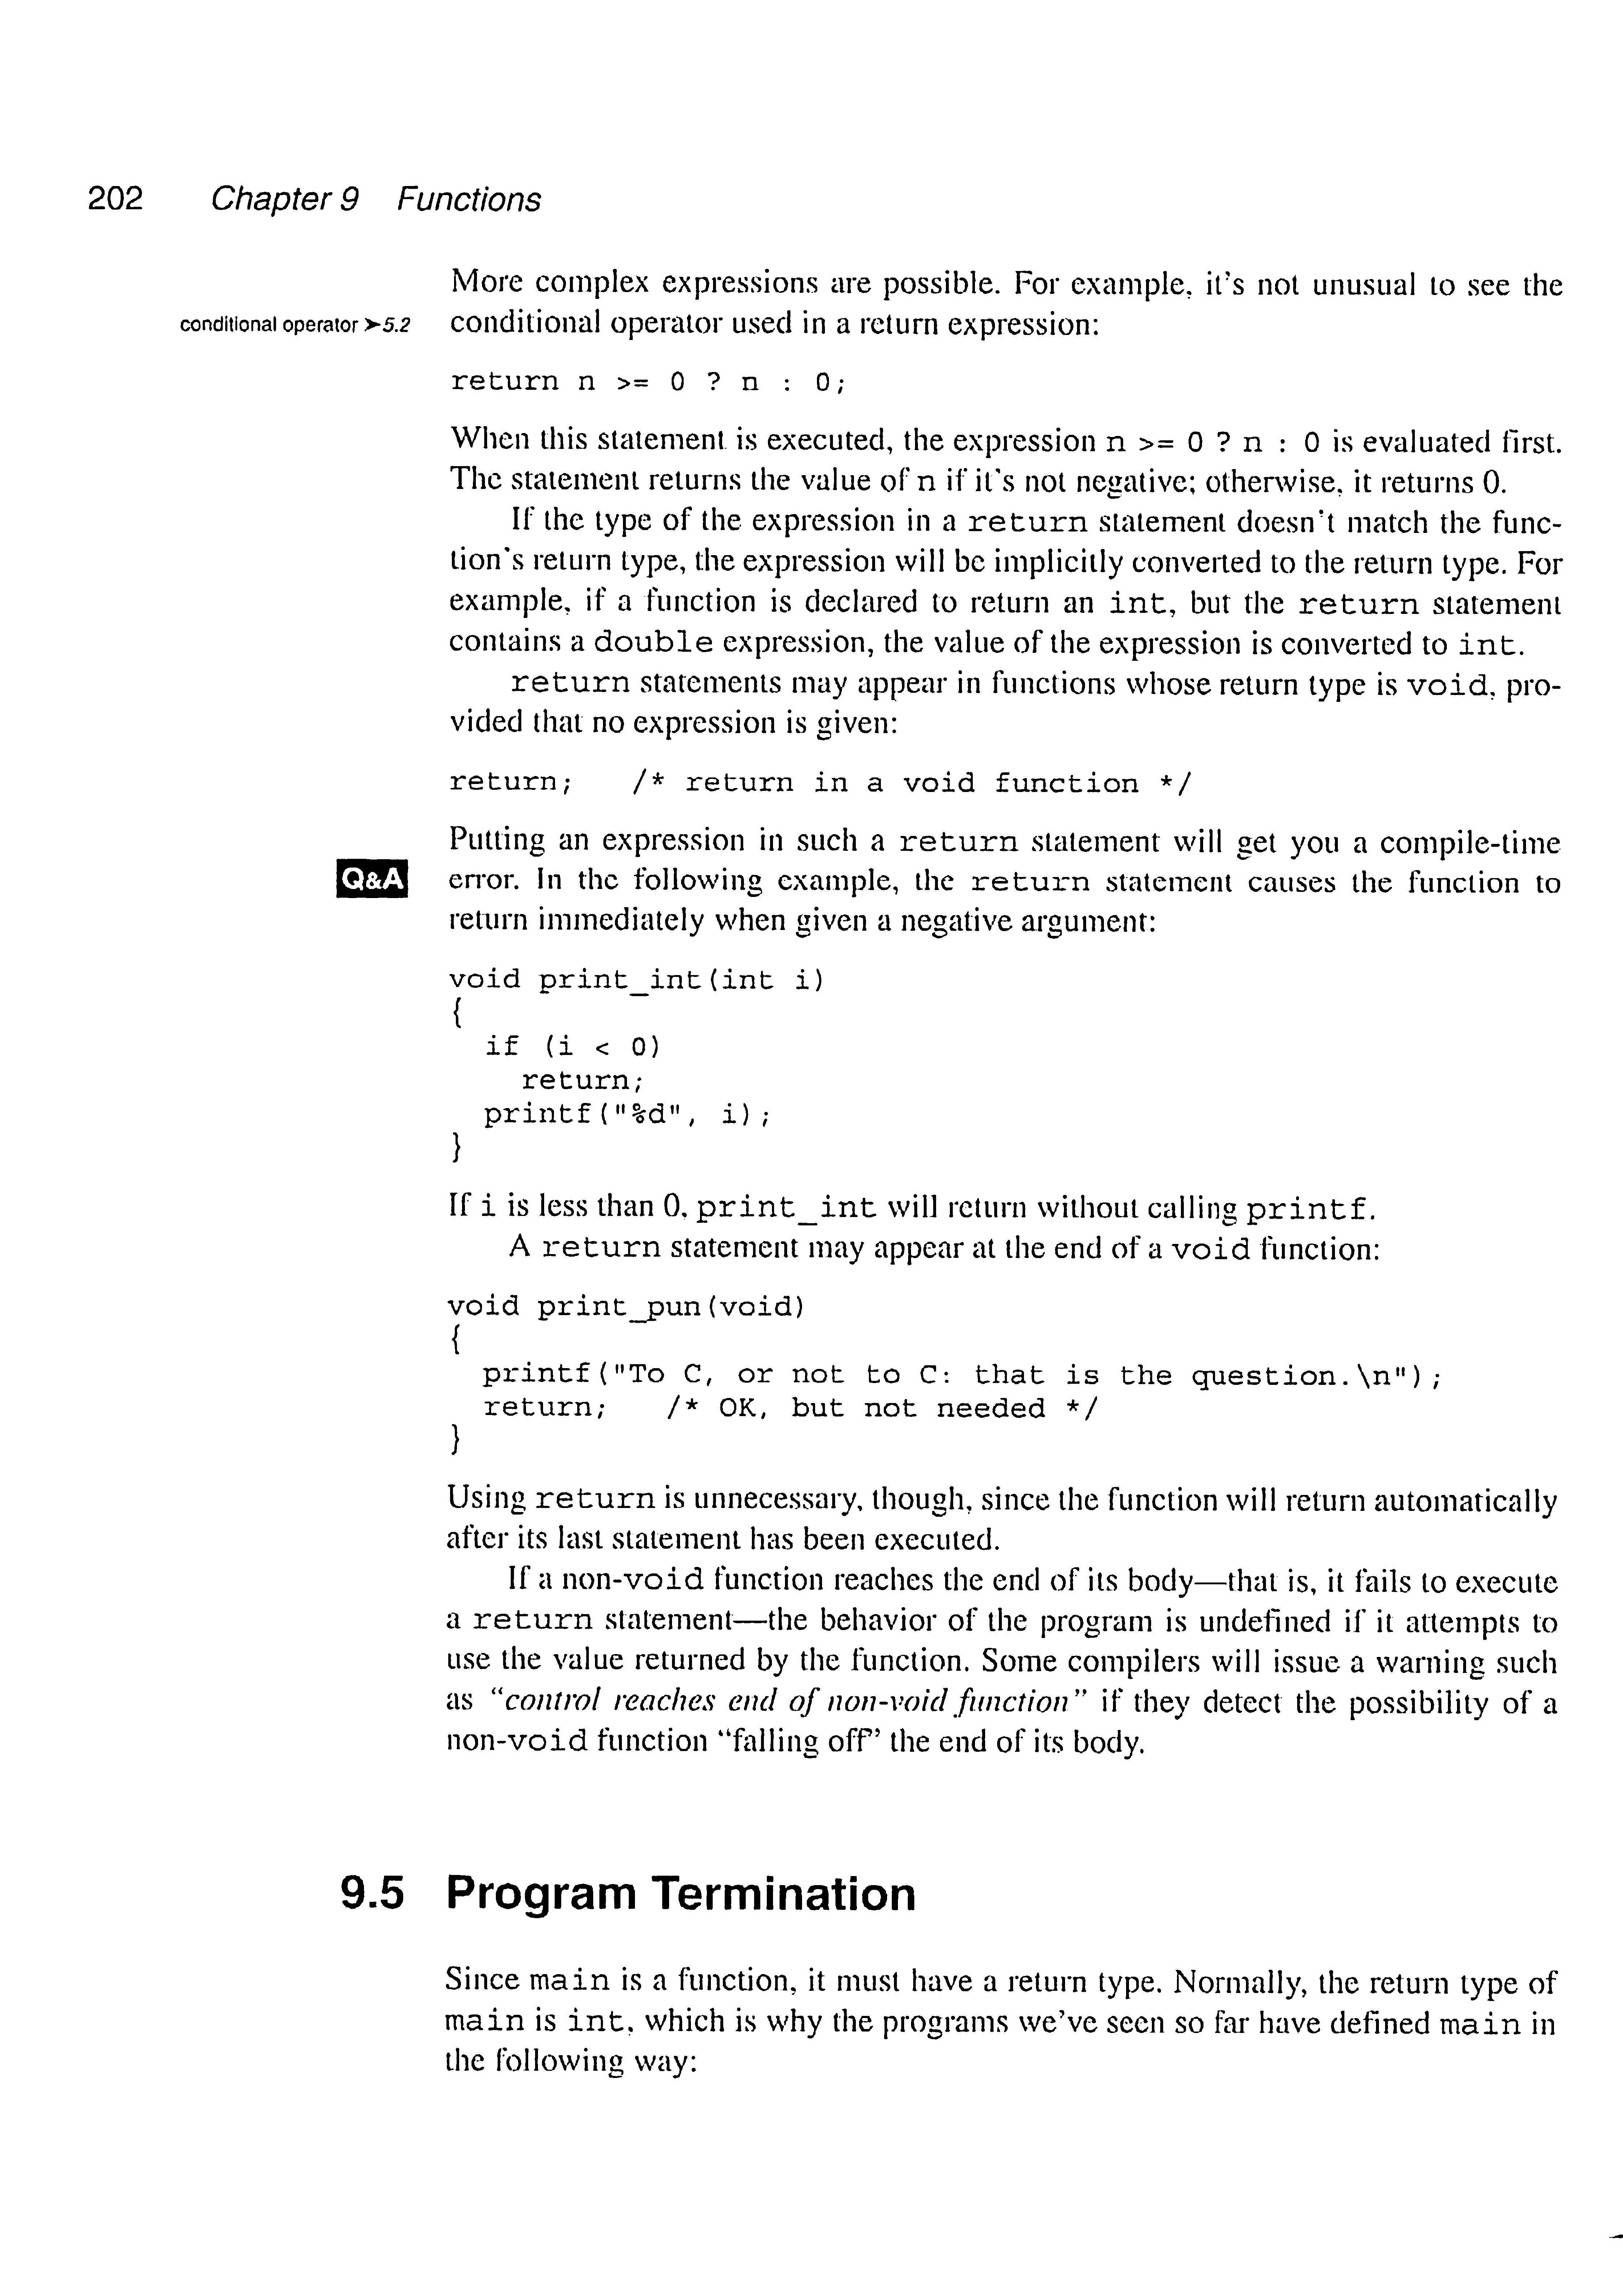 202 Chapter 9 Functions
More complex expressions are possible. For example, it's not unusual to see the
conditional operator ➤5.2 conditional operator used in a return expression:
return n >= 0 ? n : 0;
When this statement is executed, the expression n >= 0 ? n : 0 is evaluated first.
The statement returns the value of n if it's not negative; otherwise, it returns 0.
If the type of the expression in a return statement doesn't match the func-
tion's return type, the expression will be implicitly converted to the return type. For
example, if a function is declared to return an int, but the return statement
contains a double expression, the value of the expression is converted to int.
return statements may appear in functions whose return type is void, pro-
vided that no expression is given:
return;   /* return in a void function */
Putting an expression in such a return statement will get you a compile-time
Q&A error. In the following example, the return statement causes the function to
return immediately when given a negative argument:
void print_int(int i)
{
  if (i < 0)
    return;
  printf("%d", i);
}
If i is less than 0, print_int will return without calling printf.
A return statement may appear at the end of a void function:
void print_pun(void)
{
  printf("To C, or not to C: that is the question.\n");
  return;   /* OK, but not needed */
}
Using return is unnecessary, though, since the function will return automatically
after its last statement has been executed.
If a non-void function reaches the end of its body—that is, it fails to execute
a return statement—the behavior of the program is undefined if it attempts to
use the value returned by the function. Some compilers will issue a warning such
as "control reaches end of non-void function" if they detect the possibility of a
non-void function "falling off" the end of its body.
9.5 Program Termination
Since main is a function, it must have a return type. Normally, the return type of
main is int, which is why the programs we've seen so far have defined main in
the following way: